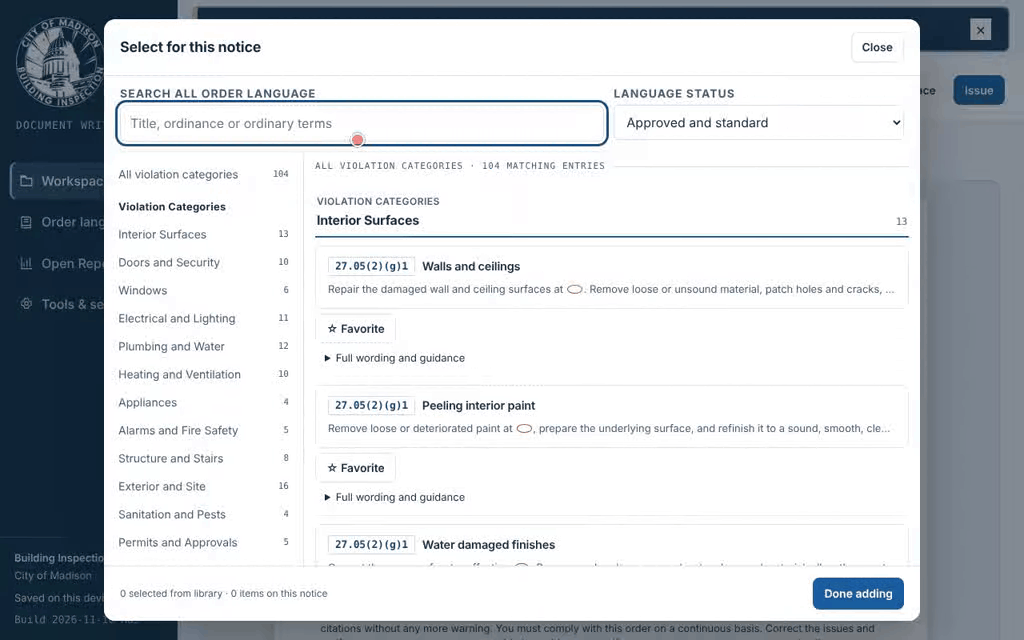 CITY OF MADISON
BUILDING INSPECTION
DOCUMENT WRI
Workspac
Order lang
Open Repo
Tools & se
Building Inspectio
City of Madison
Saved on this devi
Build 2026-11-1
Issue
Select for this notice
Close
SEARCH ALL ORDER LANGUAGE
Title, ordinance or ordinary terms
LANGUAGE STATUS
Approved and standard
All violation categories 104
Violation Categories
Interior Surfaces 13
Doors and Security 10
Windows 6
Electrical and Lighting 11
Plumbing and Water 12
Heating and Ventilation 10
Appliances 4
Alarms and Fire Safety 5
Structure and Stairs 8
Exterior and Site 16
Sanitation and Pests 4
Permits and Approvals 5
ALL VIOLATION CATEGORIES · 104 MATCHING ENTRIES
VIOLATION CATEGORIES
Interior Surfaces 13
27.05(2)(g)1 Walls and ceilings
Repair the damaged wall and ceiling surfaces at . Remove loose or unsound material, patch holes and cracks, ...
☆ Favorite
▶ Full wording and guidance
27.05(2)(g)1 Peeling interior paint
Remove loose or deteriorated paint at , prepare the underlying surface, and refinish it to a sound, smooth, cle...
☆ Favorite
▶ Full wording and guidance
27.05(2)(g)1 Water damaged finishes
0 selected from library · 0 items on this notice
Done adding
citations without any more warning. You must comply with this order on a continuous basis. Correct the issues and